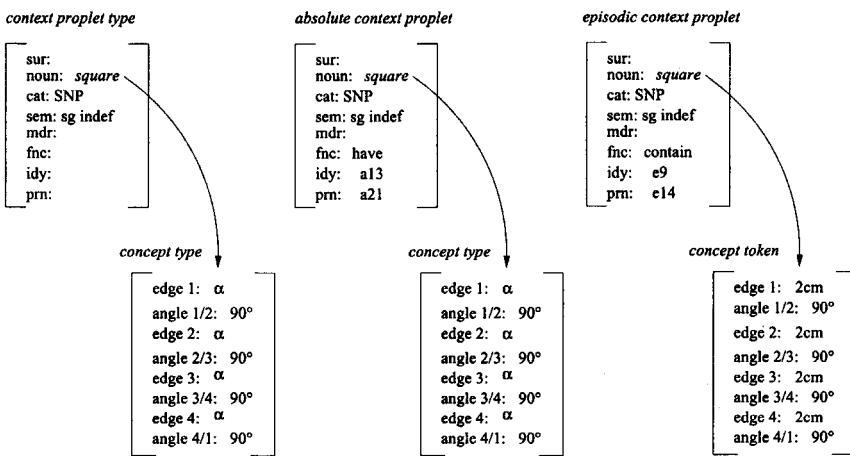 context proplet type
sur:
noun: square
cat: SNP
sem: sg indef
mdr:
fnc:
idy:
prn:
concept type
edge 1: α
angle 1/2: 90°
edge 2: α
angle 2/3: 90°
edge 3: α
angle 3/4: 90°
edge 4: α
angle 4/1: 90°
absolute context proplet
sur:
noun: square
cat: SNP
sem: sg indef
mdr:
fnc: have
idy: a13
prn: a21
concept type
edge 1: α
angle 1/2: 90°
edge 2: α
angle 2/3: 90°
edge 3: α
angle 3/4: 90°
edge 4: α
angle 4/1: 90°
episodic context proplet
sur:
noun: square
cat: SNP
sem: sg indef
mdr:
fnc: contain
idy: e9
prn: e14
concept token
edge 1: 2cm
angle 1/2: 90°
edge 2: 2cm
angle 2/3: 90°
edge 3: 2cm
angle 3/4: 90°
edge 4: 2cm
angle 4/1: 90°